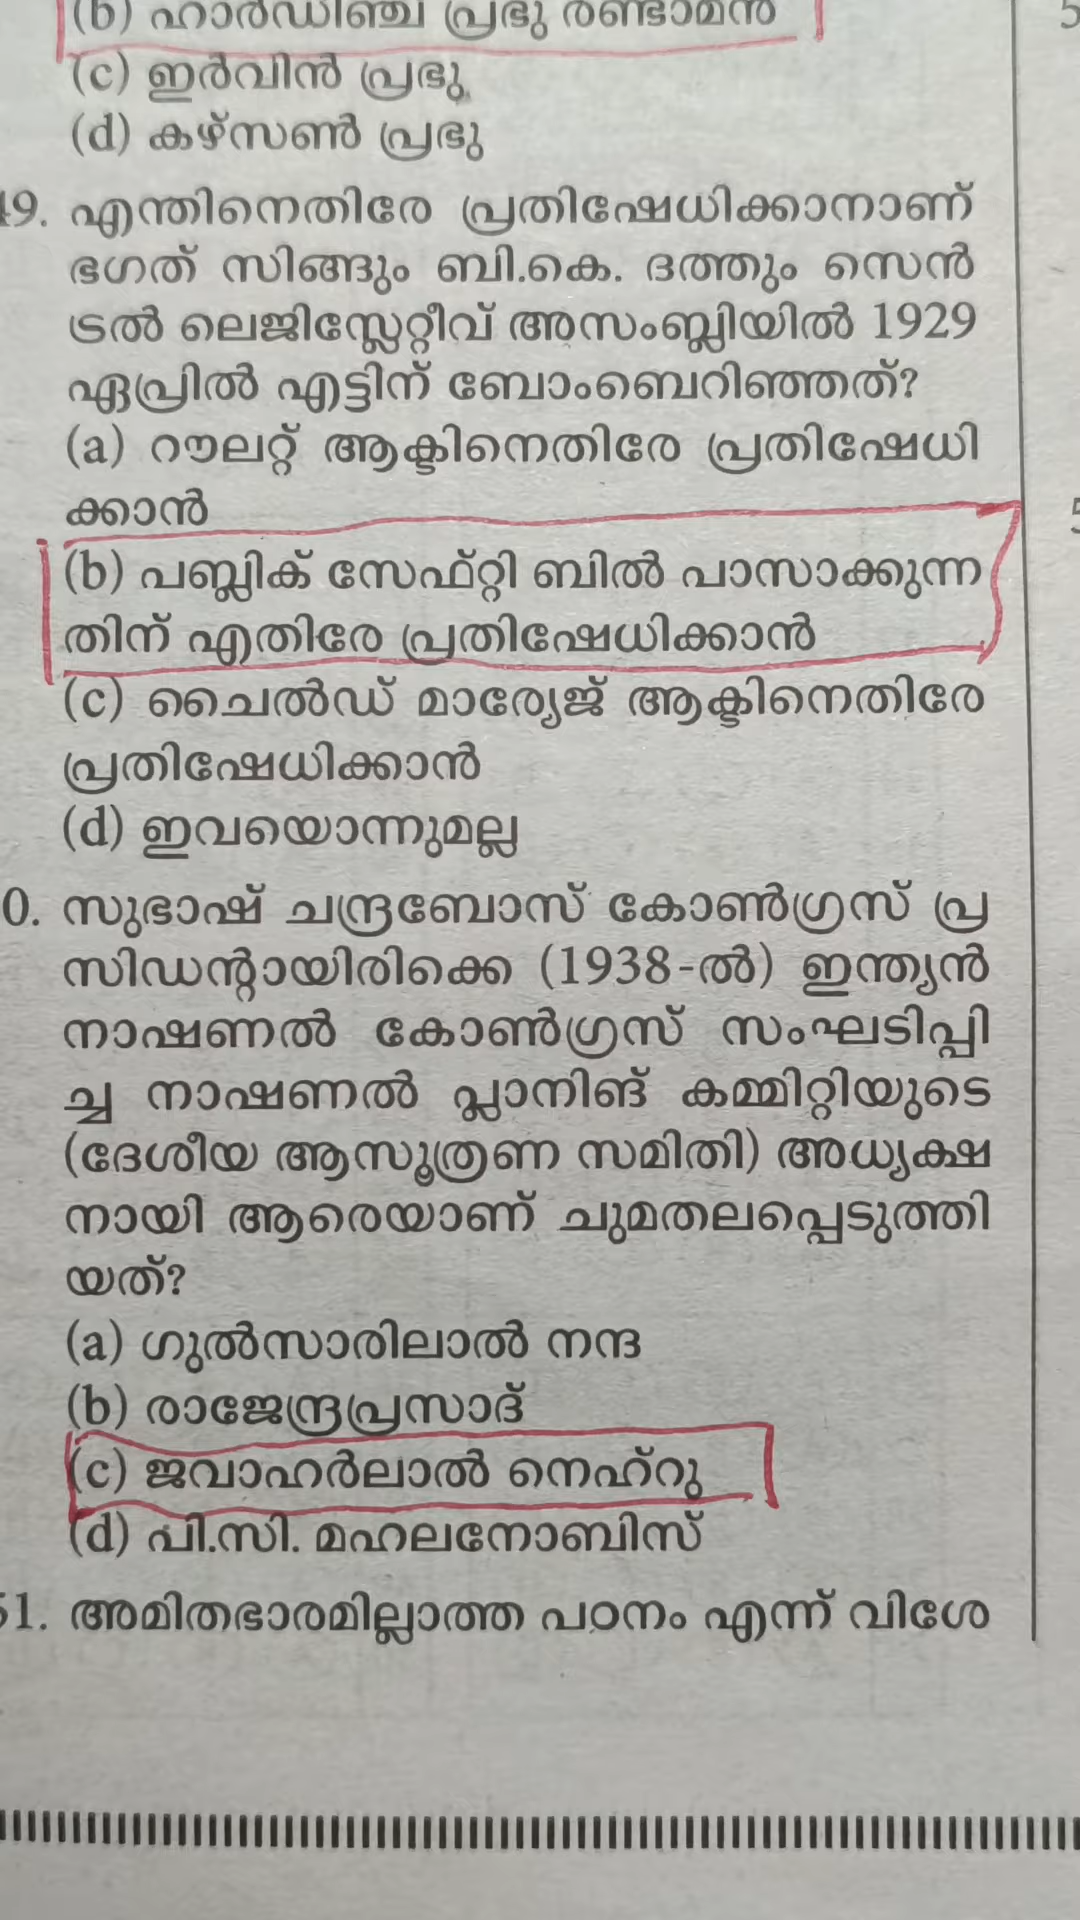 (b) ഹാർഡിഞ്ച് പ്രഭു രണ്ടാമൻ
(c) ഇർവിൻ പ്രഭു
(d) കഴ്സൺ പ്രഭു
49. എന്തിനെതിരേ പ്രതിഷേധിക്കാനാണ്
ഭഗത് സിങ്ങും ബി.കെ. ദത്തും സെൻ
ട്രൽ ലെജിസ്ലേറ്റീവ് അസംബ്ലിയിൽ 1929
ഏപ്രിൽ എട്ടിന് ബോംബെറിഞ്ഞത്?
(a) റൗലറ്റ് ആക്ടിനെതിരേ പ്രതിഷേധി
ക്കാൻ
(b) പബ്ലിക് സേഫ്റ്റി ബിൽ പാസാക്കുന്ന
തിന് എതിരേ പ്രതിഷേധിക്കാൻ
(c) ചൈൽഡ് മാര്യേജ് ആക്ടിനെതിരേ
പ്രതിഷേധിക്കാൻ
(d) ഇവയൊന്നുമല്ല
0. സുഭാഷ് ചന്ദ്രബോസ് കോൺഗ്രസ് പ്ര
സിഡന്റായിരിക്കെ (1938-ൽ) ഇന്ത്യൻ
നാഷണൽ കോൺഗ്രസ് സംഘടിപ്പി
ച്ച നാഷണൽ പ്ലാനിങ് കമ്മിറ്റിയുടെ
(ദേശീയ ആസൂത്രണ സമിതി) അധ്യക്ഷ
നായി ആരെയാണ് ചുമതലപ്പെടുത്തി
യത്?
(a) ഗുൽസാരിലാൽ നന്ദ
(b) രാജേന്ദ്രപ്രസാദ്
(c) ജവാഹർലാൽ നെഹ്റു
(d) പി.സി. മഹലനോബിസ്
51. അമിതഭാരമില്ലാത്ത പഠനം എന്ന് വിശേ